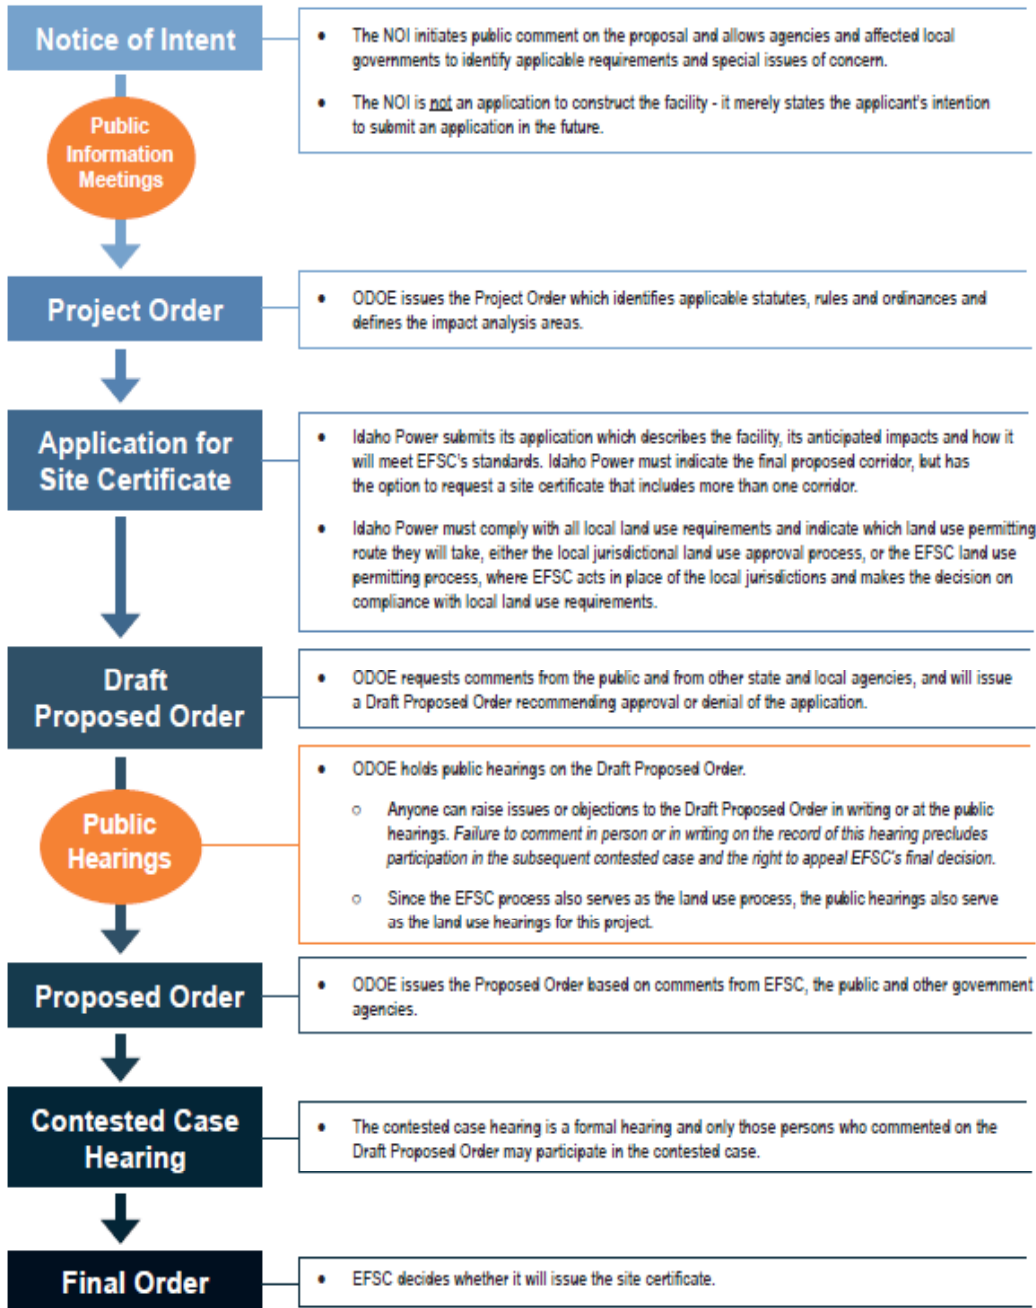 Notice of Intent
• The NOI initiates public comment on the proposal and allows agencies and affected local
governments to identify applicable requirements and special issues of concern.
• The NOI is not an application to construct the facility - it merely states the applicant's intention
to submit an application in the future.
Public
Information
Meetings
Project Order
• ODOE issues the Project Order which identifies applicable statutes, rules and ordinances and
defines the impact analysis areas.
Application for
Site Certificate
• Idaho Power submits its application which describes the facility, its anticipated impacts and how it
will meet EFSC's standards. Idaho Power must indicate the final proposed corridor, but has
the option to request a site certificate that includes more than one corridor.
• Idaho Power must comply with all local land use requirements and indicate which land use permitting
route they will take, either the local jurisdictional land use approval process, or the EFSC land use
permitting process, where EFSC acts in place of the local jurisdictions and makes the decision on
compliance with local land use requirements.
Draft
Proposed Order
• ODOE requests comments from the public and from other state and local agencies, and will issue
a Draft Proposed Order recommending approval or denial of the application.
Public
Hearings
• ODOE holds public hearings on the Draft Proposed Order.
○ Anyone can raise issues or objections to the Draft Proposed Order in writing or at the public
hearings. Failure to comment in person or in writing on the record of this hearing precludes
participation in the subsequent contested case and the right to appeal EFSC's final decision.
○ Since the EFSC process also serves as the land use process, the public hearings also serve
as the land use hearings for this project.
Proposed Order
• ODOE issues the Proposed Order based on comments from EFSC, the public and other government
agencies.
Contested Case
Hearing
• The contested case hearing is a formal hearing and only those persons who commented on the
Draft Proposed Order may participate in the contested case.
Final Order
• EFSC decides whether it will issue the site certificate.